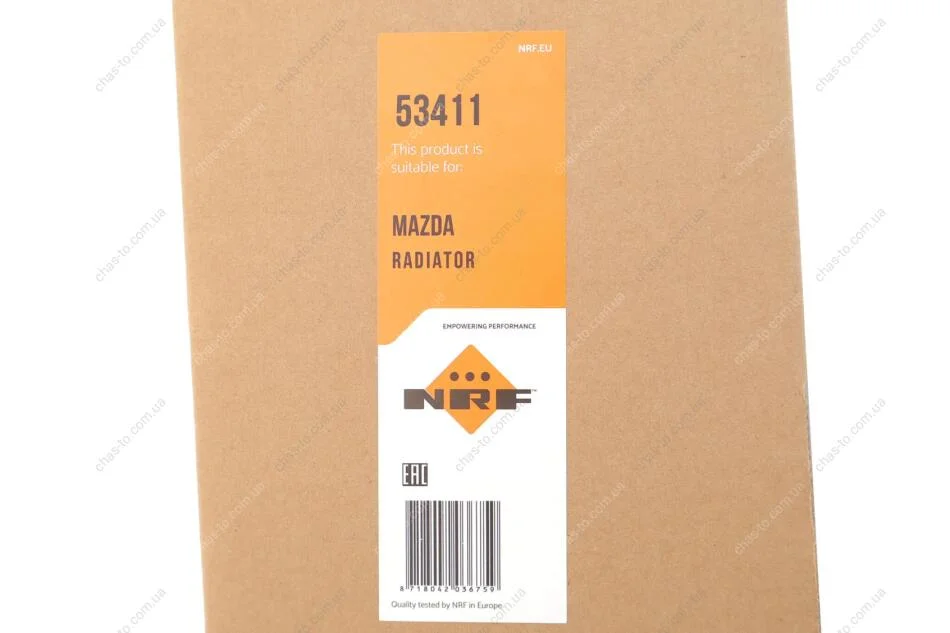 NRF.EU
53411
This product is
suitable for:
MAZDA
RADIATOR
EMPOWERING PERFORMANCE
NRF™
EAC
8 718042 036759
Quality tested by NRF in Europe
chas-to.com.ua